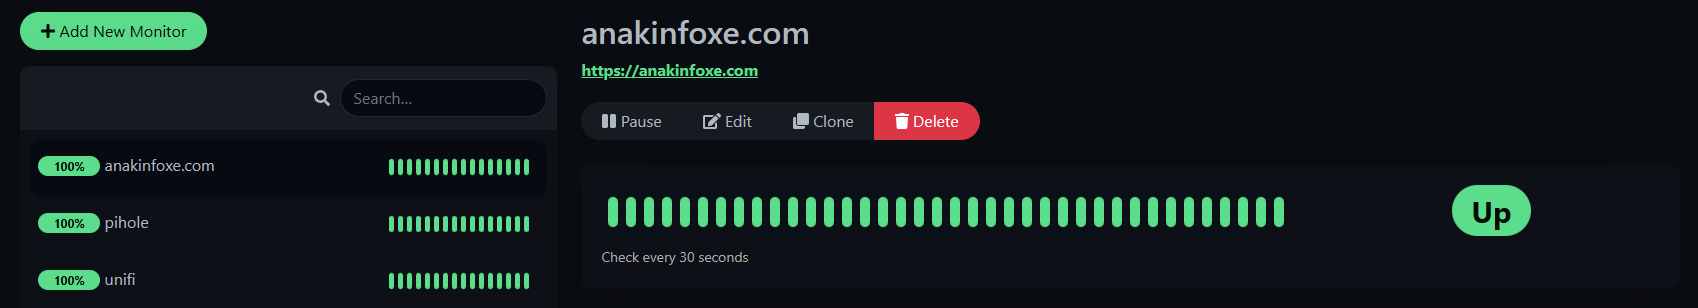 Add New Monitor
Search...
100% anakinfoxe.com
100% pihole
100% unifi
anakinfoxe.com
https://anakinfoxe.com
Pause Edit Clone Delete
Up
Check every 30 seconds